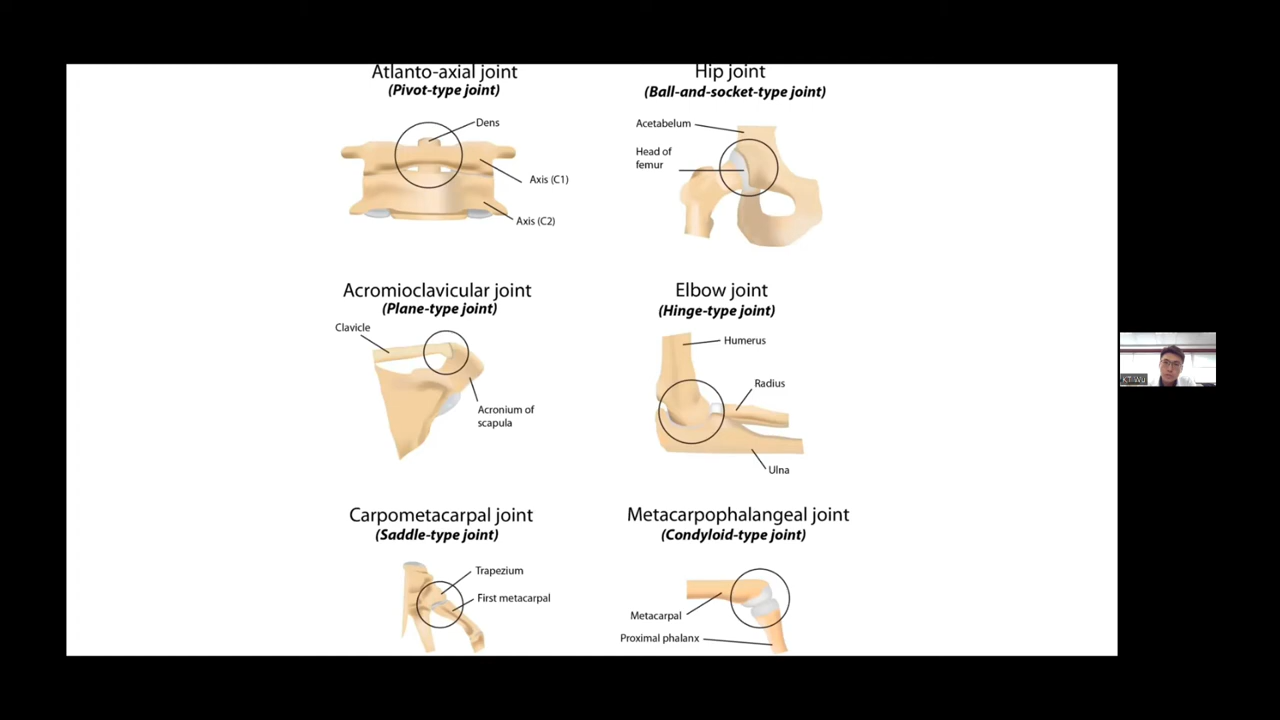 Atlanto-axial joint
(Pivot-type joint)
Dens
Axis (C1)
Axis (C2)
Hip joint
(Ball-and-socket-type joint)
Acetabelum
Head of
femur
Acromioclavicular joint
(Plane-type joint)
Clavicle
Acronium of
scapula
Elbow joint
(Hinge-type joint)
Humerus
Radius
Ulna
Carpometacarpal joint
(Saddle-type joint)
Trapezium
First metacarpal
Metacarpophalangeal joint
(Condyloid-type joint)
Metacarpal
Proximal phalanx
KT Wu